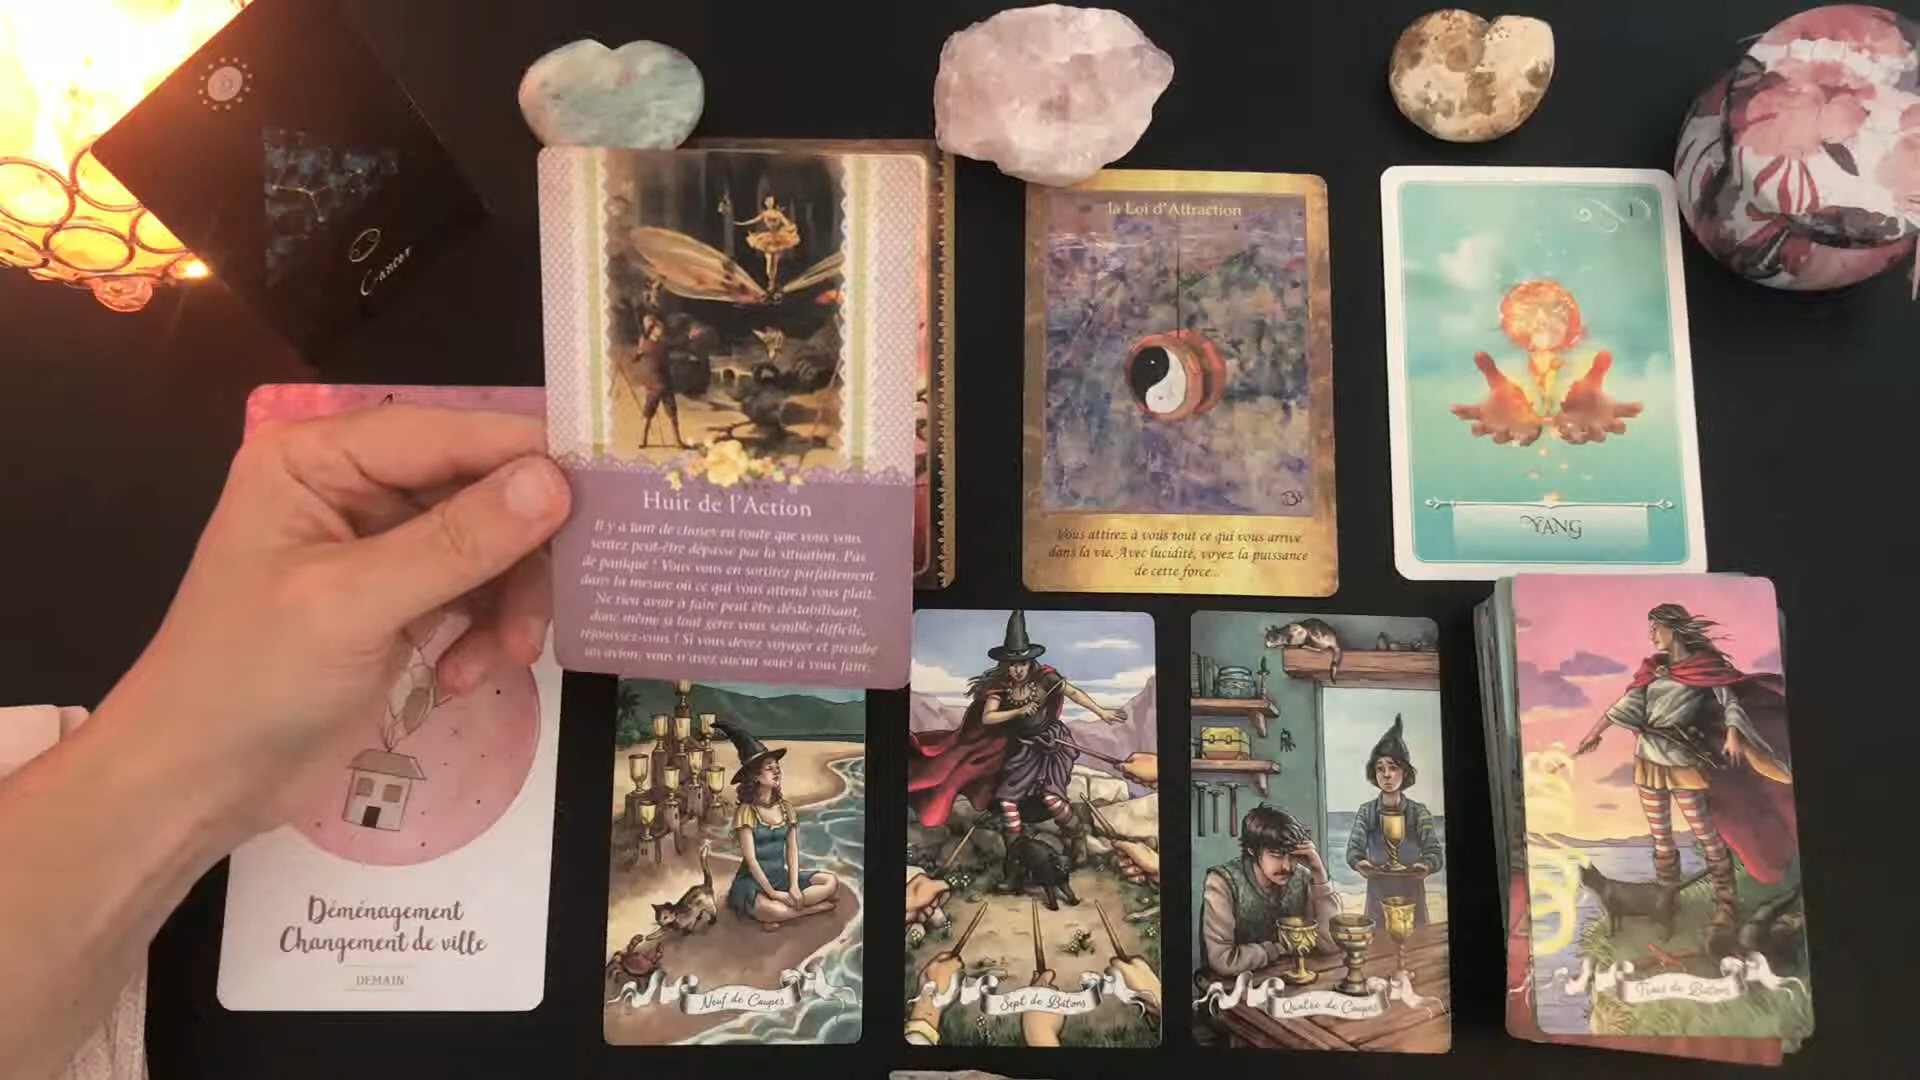 Cancer
Huit de l'Action
Il y a tant de choses en route que vous vous
sentez peut-être dépassé par la situation. Pas
de panique ! Vous vous en sortirez parfaitement
dans la mesure où ce qui vous attend vous plaît.
Ne rien avoir à faire peut être déstabilisant,
donc même si tout gérer vous semble difficile,
réjouissez-vous ! Si vous devez voyager et prendre
un avion, vous n'avez aucun souci à vous faire.
la Loi d'Attraction
Vous attirez à vous tout ce qui vous arrive
dans la vie. Avec lucidité, voyez la puissance
de cette force...
1
YANG
Déménagement
Changement de ville
DEMAIN
Neuf de Coupes
Sept de Bâtons
Quatre de Coupes
Trois de Bâtons